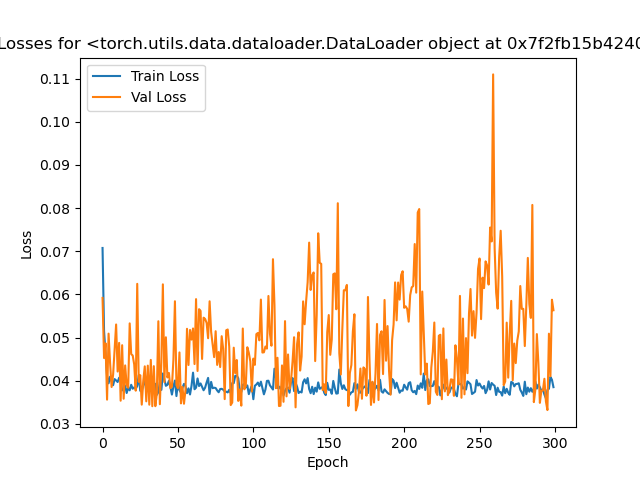 Losses for <torch.utils.data.dataloader.DataLoader object at 0x7f2fb15b4240
Train Loss
Val Loss
0.11
0.10
0.09
0.08
0.07
0.06
0.05
0.04
0.03
Loss
0 50 100 150 200 250 300
Epoch